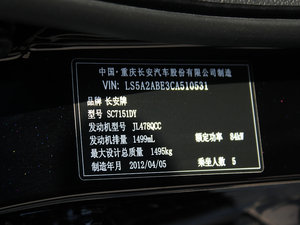 中国·重庆长安汽车股份有限公司制造
VIN: LS5A2ABE3CA510531
品牌 长安牌
型号 SC7151DY
发动机型号 JL478QCC
发动机排量 1499mL 额定功率 84kW
最大设计总质量 1495kg
制造年月 2012/04/05 乘坐人数 5